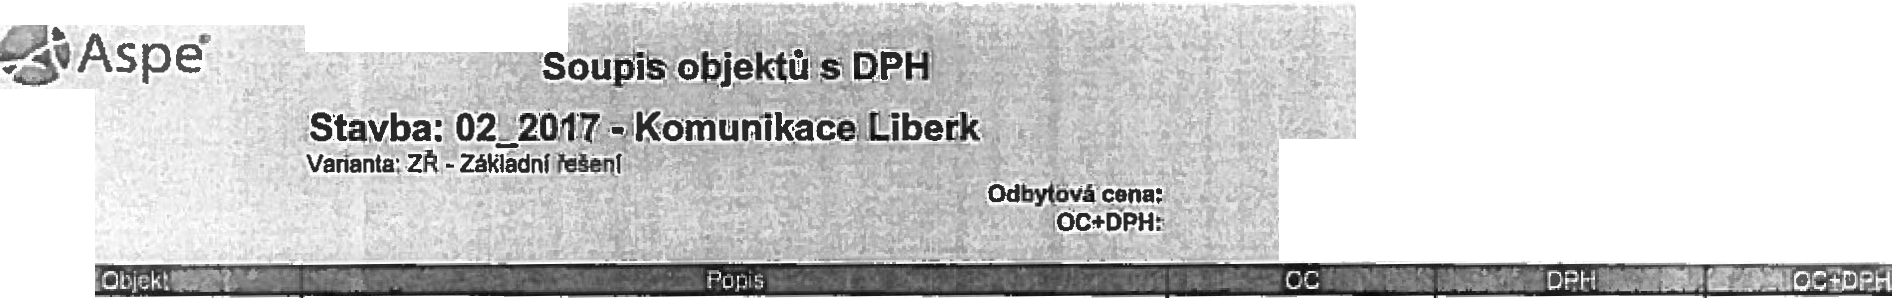 Aspe
Soupis objektů s DPH
Stavba: 02_2017 - Komunikace Liberk
Varianta: ZŘ - Základní řešení
Odbytová cena:
OC+DPH:
Objekt Popis OC DPH OC+DPH